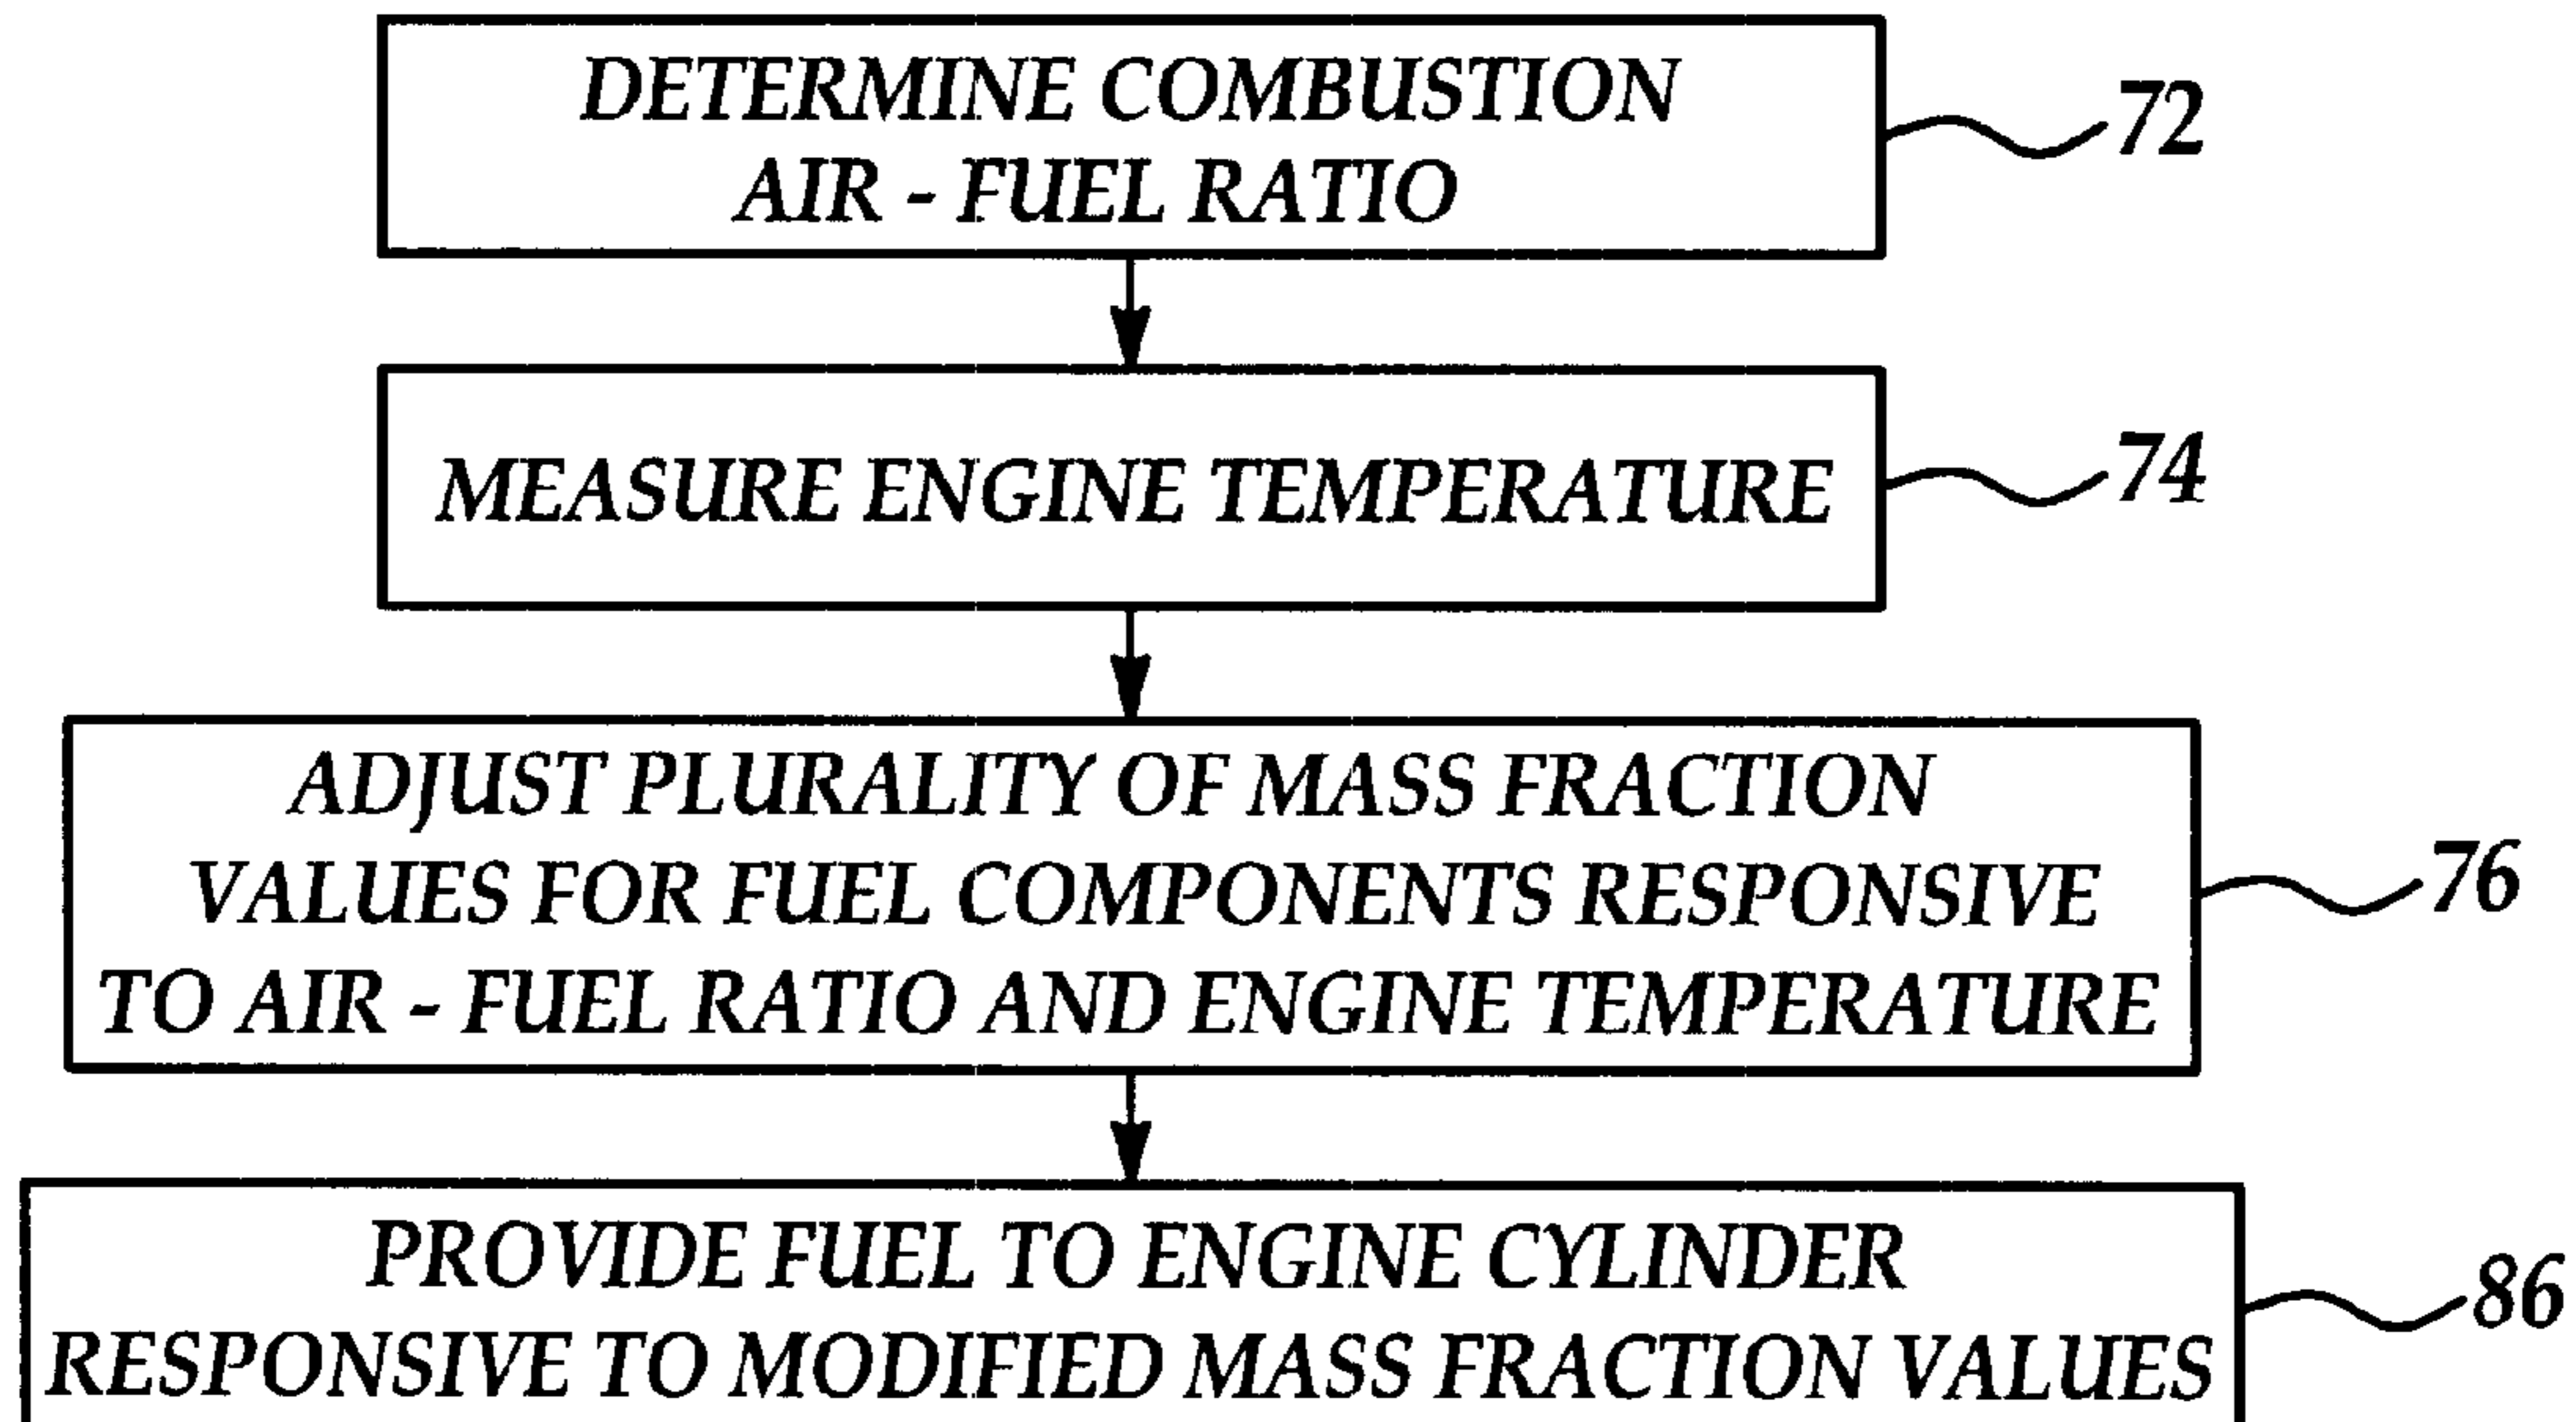 DETERMINE COMBUSTION
AIR - FUEL RATIO
72
MEASURE ENGINE TEMPERATURE
74
ADJUST PLURALITY OF MASS FRACTION
VALUES FOR FUEL COMPONENTS RESPONSIVE
TO AIR - FUEL RATIO AND ENGINE TEMPERATURE
76
PROVIDE FUEL TO ENGINE CYLINDER
RESPONSIVE TO MODIFIED MASS FRACTION VALUES
86